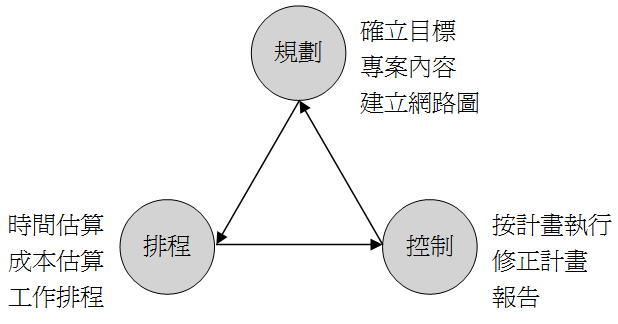 規劃
確立目標
專案內容
建立網路圖
時間估算
成本估算
工作排程
排程
控制
按計畫執行
修正計畫
報告